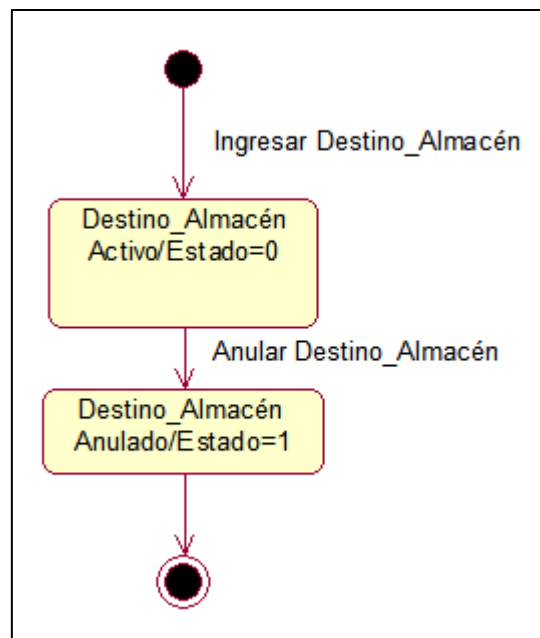 Ingresar Destino_Almacén
Destino_Almacén
Activo/Estado=0
Anular Destino_Almacén
Destino_Almacén
Anulado/Estado=1